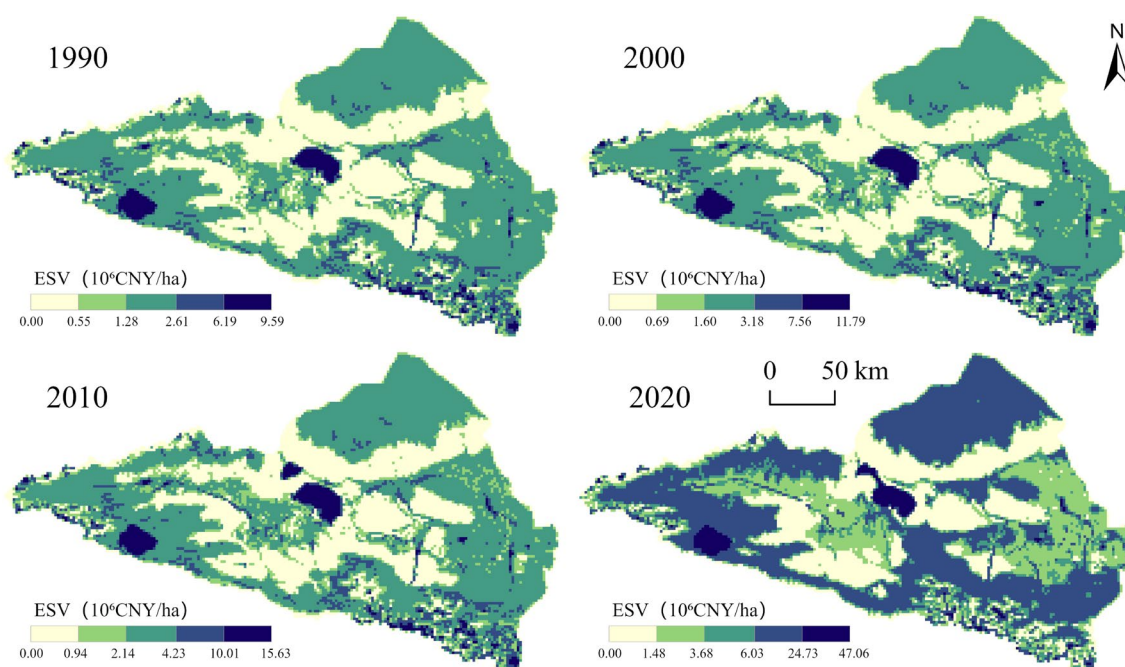 1990
2000
N
ESV (10⁶CNY/ha)
0.00 0.55 1.28 2.61 6.19 9.59
ESV (10⁶CNY/ha)
0.00 0.69 1.60 3.18 7.56 11.79
2010
2020
0 50 km
ESV (10⁶CNY/ha)
0.00 0.94 2.14 4.23 10.01 15.63
ESV (10⁶CNY/ha)
0.00 1.48 3.68 6.03 24.73 47.06